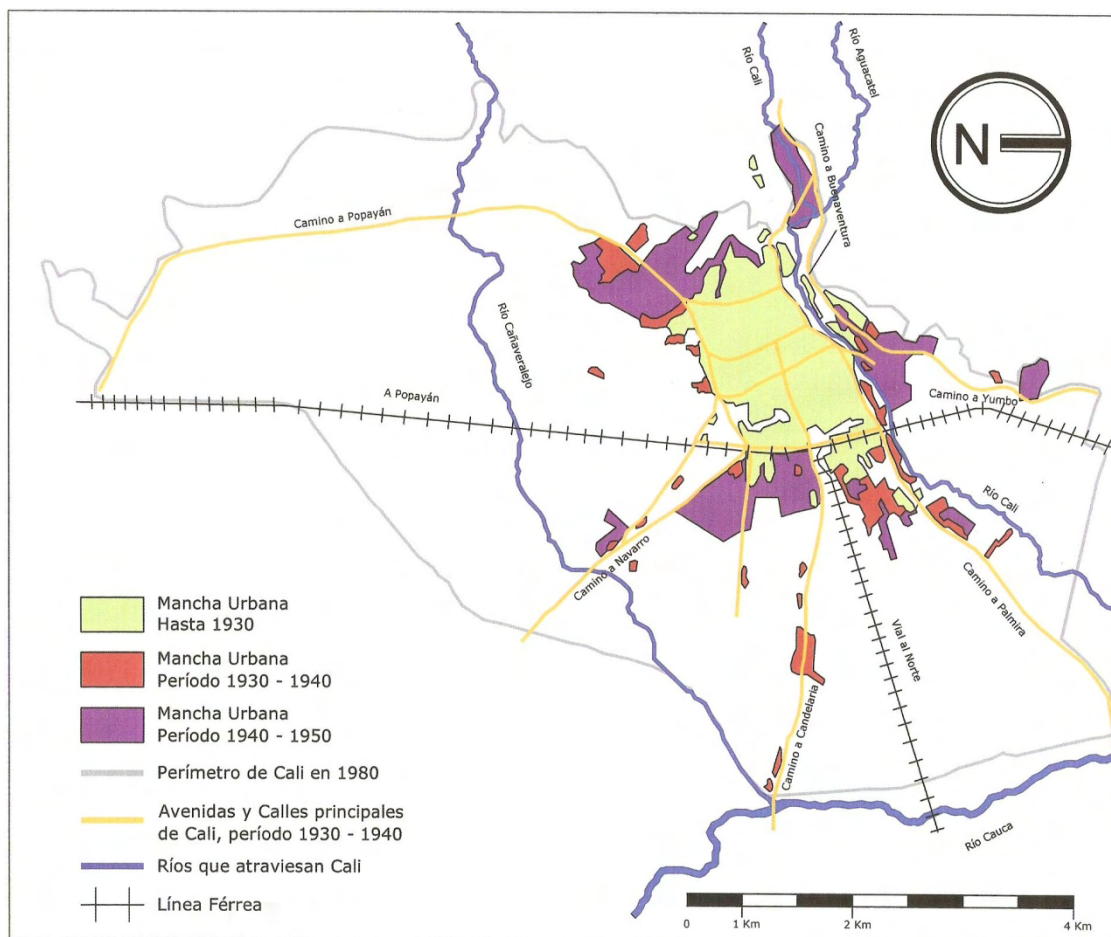 Río Cali
Río Aguacatel
Camino a Buenaventura
N
Camino a Popayán
Río Cañaveralejo
A Popayán
Camino a Yumbo
Río Cali
Camino a Navarro
Camino a Palmira
Vial al Norte
Camino a Candelaria
Río Cauca
Mancha Urbana
Hasta 1930
Mancha Urbana
Período 1930 - 1940
Mancha Urbana
Período 1940 - 1950
Perímetro de Cali en 1980
Avenidas y Calles principales
de Cali, período 1930 - 1940
Ríos que atraviesan Cali
Línea Férrea
0 1 Km 2 Km 4 Km